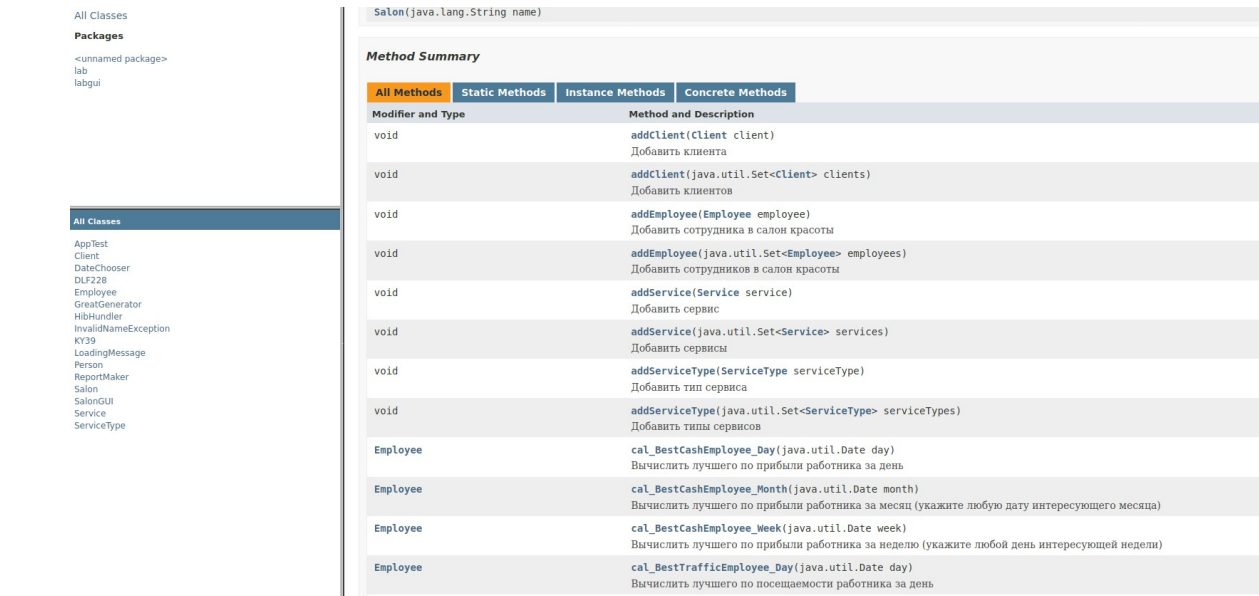 All Classes
Packages
<unnamed package>
lab
labgui
All Classes
AppTest
Client
DateChooser
DLF228
Employee
GreatGenerator
HibHundler
InvalidNameException
KY39
LoadingMessage
Person
ReportMaker
Salon
SalonGUI
Service
ServiceType
Salon(java.lang.String name)
Method Summary
All Methods Static Methods Instance Methods Concrete Methods
Modifier and Type Method and Description
void addClient(Client client)
Добавить клиента
void addClient(java.util.Set<Client> clients)
Добавить клиентов
void addEmployee(Employee employee)
Добавить сотрудника в салон красоты
void addEmployee(java.util.Set<Employee> employees)
Добавить сотрудников в салон красоты
void addService(Service service)
Добавить сервис
void addService(java.util.Set<Service> services)
Добавить сервисы
void addServiceType(ServiceType serviceType)
Добавить тип сервиса
void addServiceType(java.util.Set<ServiceType> serviceTypes)
Добавить типы сервисов
Employee cal_BestCashEmployee_Day(java.util.Date day)
Вычислить лучшего по прибыли работника за день
Employee cal_BestCashEmployee_Month(java.util.Date month)
Вычислить лучшего по прибыли работника за месяц (укажите любую дату интересующего месяца)
Employee cal_BestCashEmployee_Week(java.util.Date week)
Вычислить лучшего по прибыли работника за неделю (укажите любой день интересующей недели)
Employee cal_BestTrafficEmployee_Day(java.util.Date day)
Вычислить лучшего по посещаемости работника за день